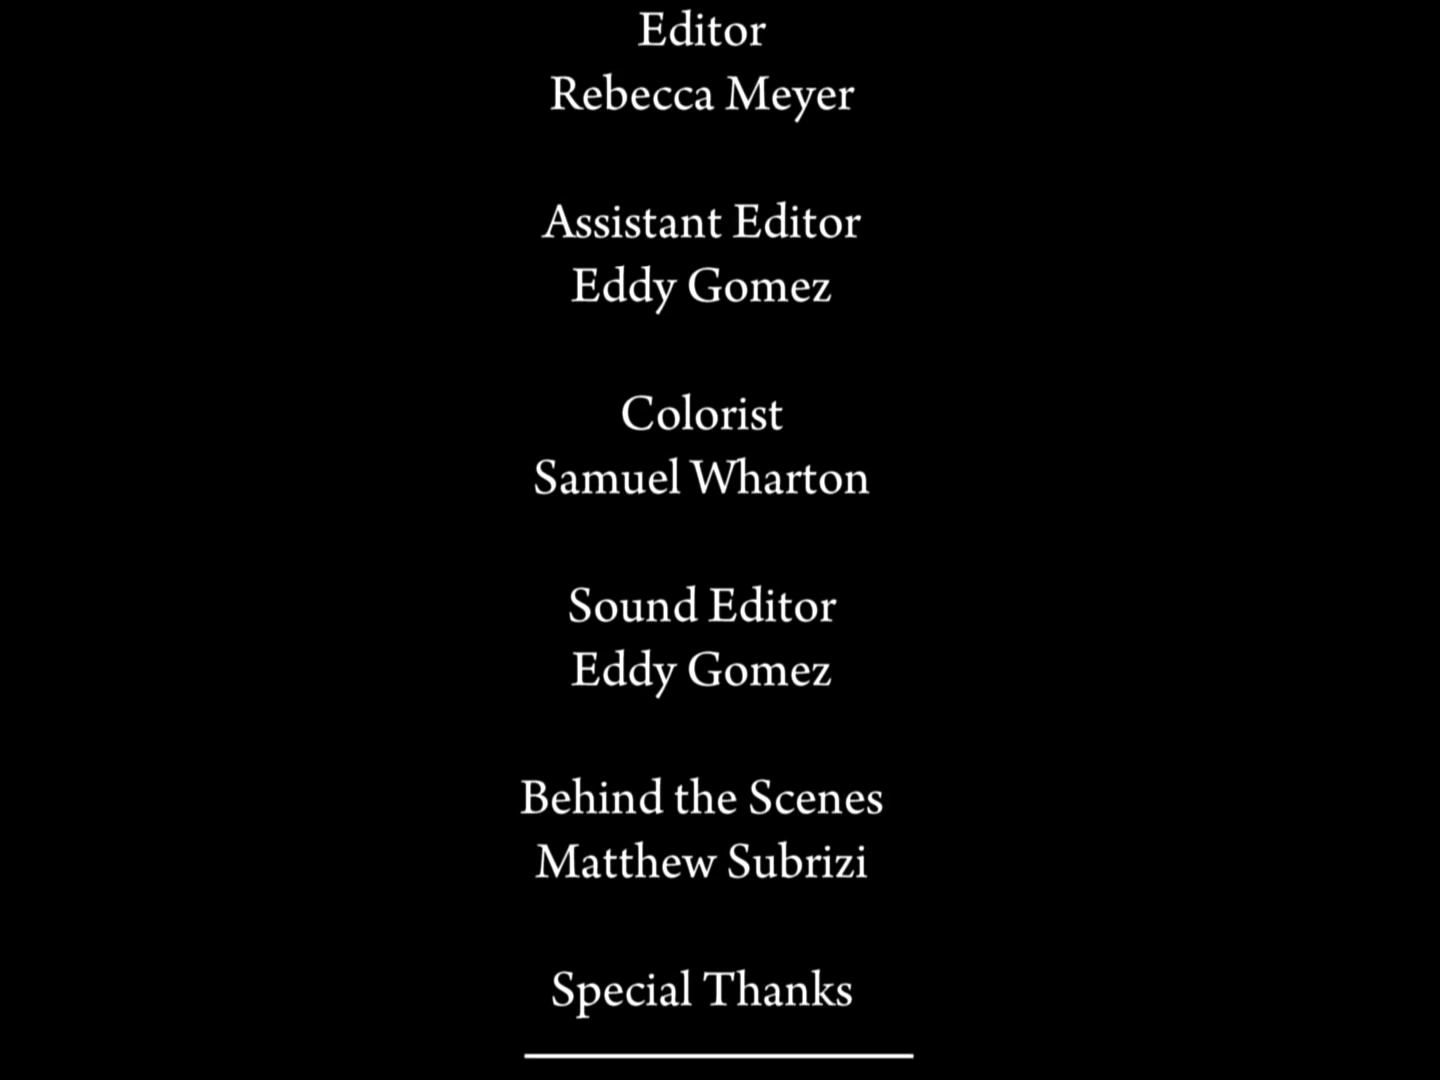 Editor
Rebecca Meyer
Assistant Editor
Eddy Gomez
Colorist
Samuel Wharton
Sound Editor
Eddy Gomez
Behind the Scenes
Matthew Subrizi
Special Thanks